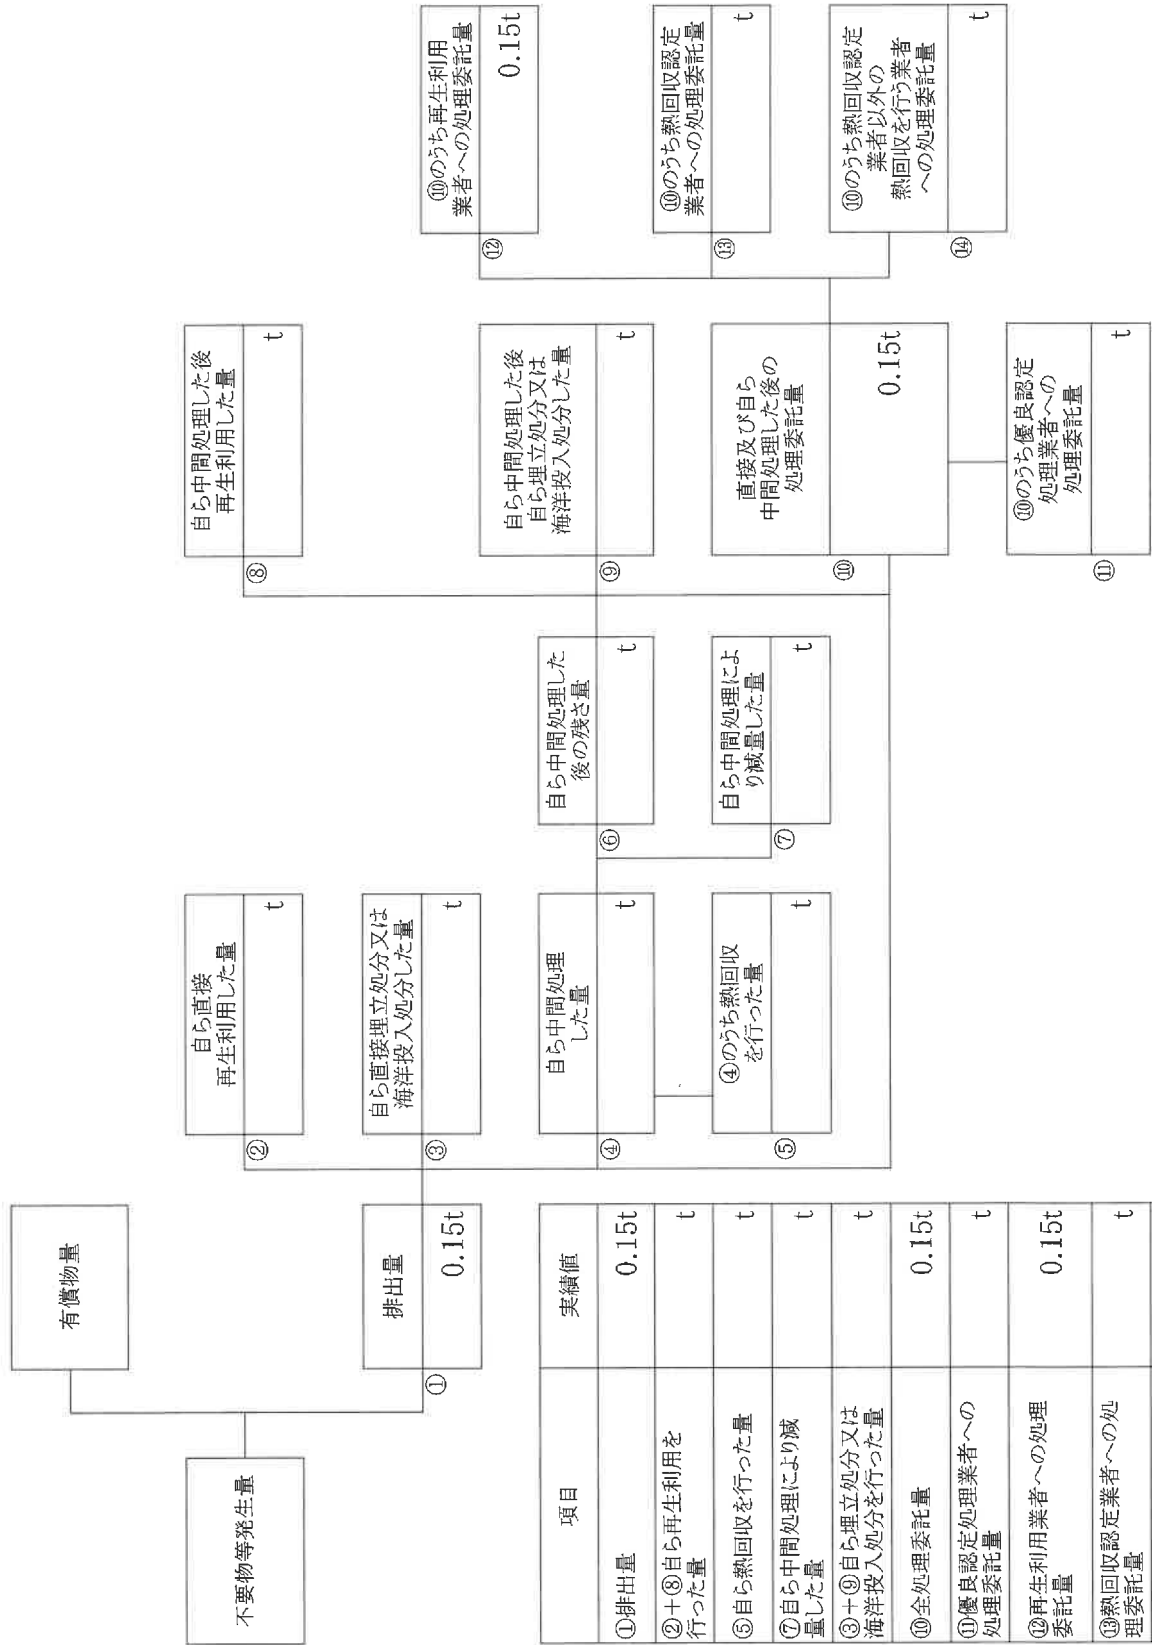 不要物等発生量
有償物量
①
排出量
0.15t
②
自ら直接
再生利用した量
t
③
自ら直接埋立処分又は
海洋投入処分した量
t
④
自ら中間処理
した量
t
⑤
④のうち熱回収
を行った量
t
⑥
自ら中間処理した
後の残さ量
t
⑦
自ら中間処理によ
り減量した量
t
⑧
自ら中間処理した後
再生利用した量
t
⑨
自ら中間処理した後
自ら埋立処分又は
海洋投入処分した量
t
⑩
直接及び自ら
中間処理した後の
処理委託量
0.15t
⑪
⑩のうち優良認定
処理業者への
処理委託量
t
⑫
⑩のうち再生利用
業者への処理委託量
0.15t
⑬
⑩のうち熱回収認定
業者への処理委託量
t
⑭
⑩のうち熱回収認定
業者以外の
熱回収を行う業者
への処理委託量
t
項目
実績値
①排出量
0.15t
②+⑧自ら再生利用を
行った量
t
⑤自ら熱回収を行った量
t
⑦自ら中間処理により減
量した量
t
③+⑨自ら埋立処分又は
海洋投入処分を行った量
t
⑩全処理委託量
0.15t
⑪優良認定処理業者への
処理委託量
t
⑫再生利用業者への処理
委託量
0.15t
⑬熱回収認定業者への処
理委託量
t